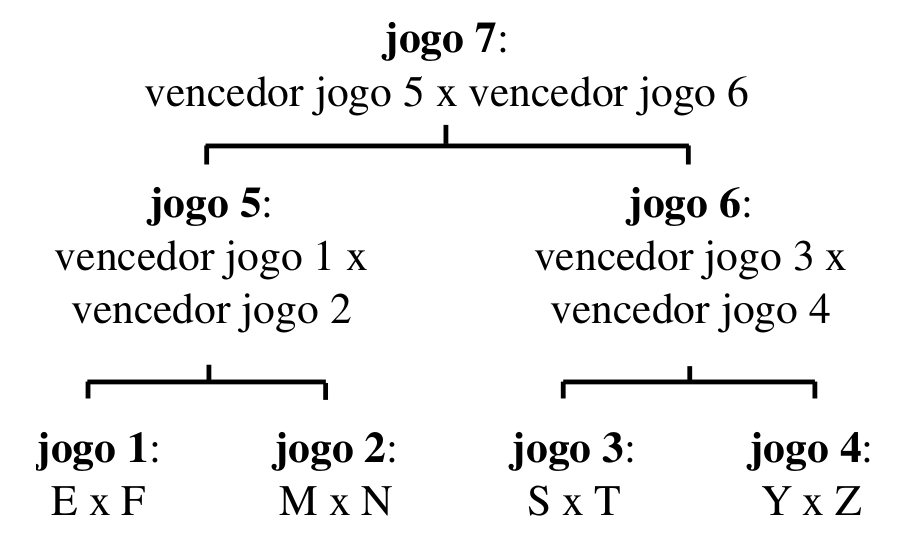 jogo 7:
vencedor jogo 5 x vencedor jogo 6
jogo 5:
vencedor jogo 1 x
vencedor jogo 2
jogo 6:
vencedor jogo 3 x
vencedor jogo 4
jogo 1:
E x F
jogo 2:
M x N
jogo 3:
S x T
jogo 4:
Y x Z